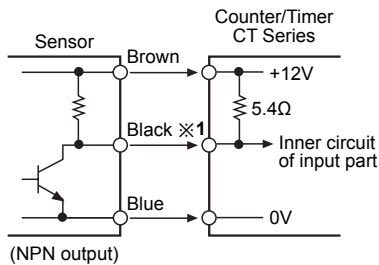 Counter/Timer
CT Series
Sensor
Brown
+12V
5.4Ω
Black ※1
Inner circuit
of input part
Blue
0V
(NPN output)